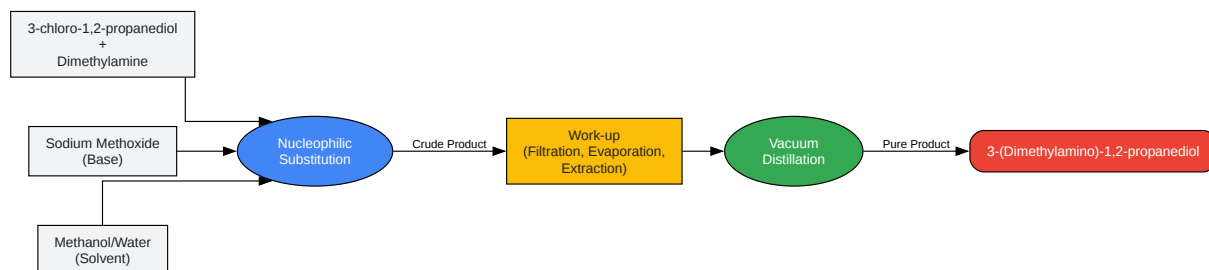 3-chloro-1,2-propanediol
+
Dimethylamine
Sodium Methoxide
(Base)
Methanol/Water
(Solvent)
Nucleophilic
Substitution
Crude Product
Work-up
(Filtration, Evaporation,
Extraction)
Vacuum
Distillation
Pure Product
3-(Dimethylamino)-1,2-propanediol